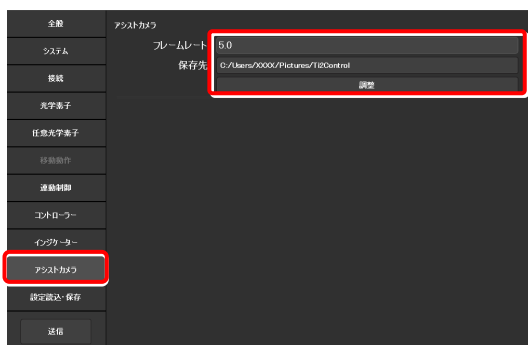 全般
システム
接続
光学素子
任意光学素子
移動動作
連動制御
コントローラー
インジケーター
アシストカメラ
設定読込・保存
送信
アシストカメラ
フレームレート 5.0
保存先 C:/Users/XXXX/Pictures/Ti2Control
調整